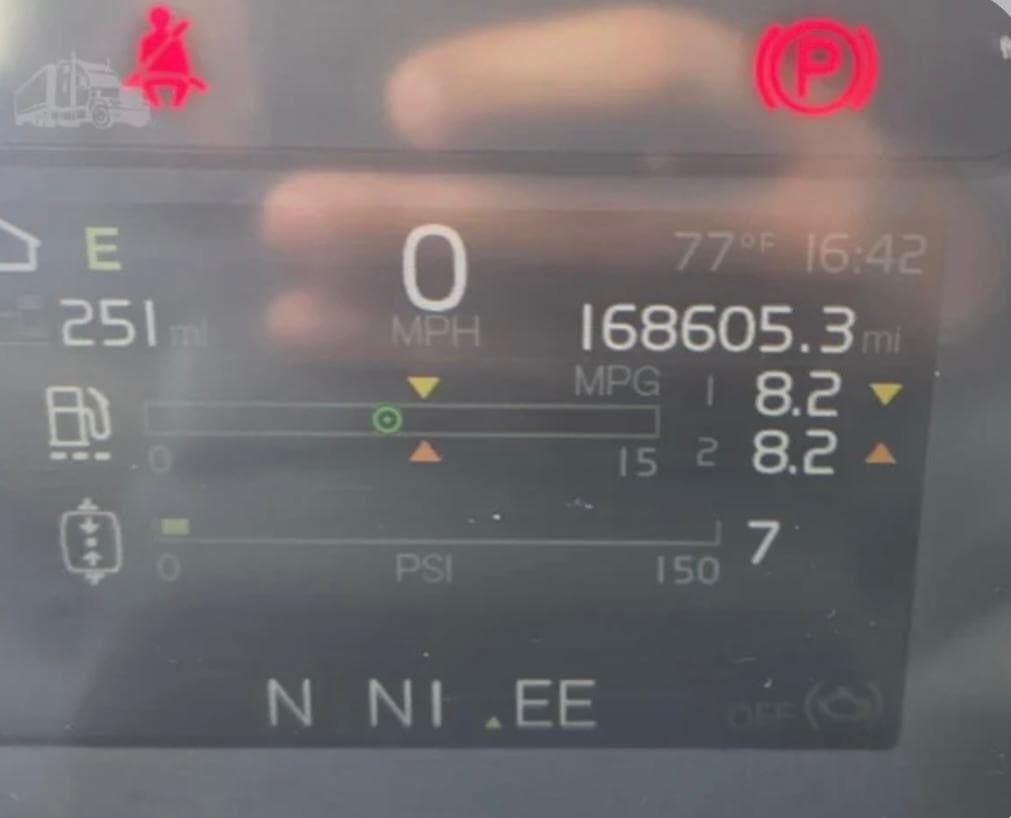 P
E 0 77°F 16:42
251 mi MPH 168605.3 mi
MPG 1 8.2
0 15 2 8.2
7
0 PSI 150
N N1 EE OFF